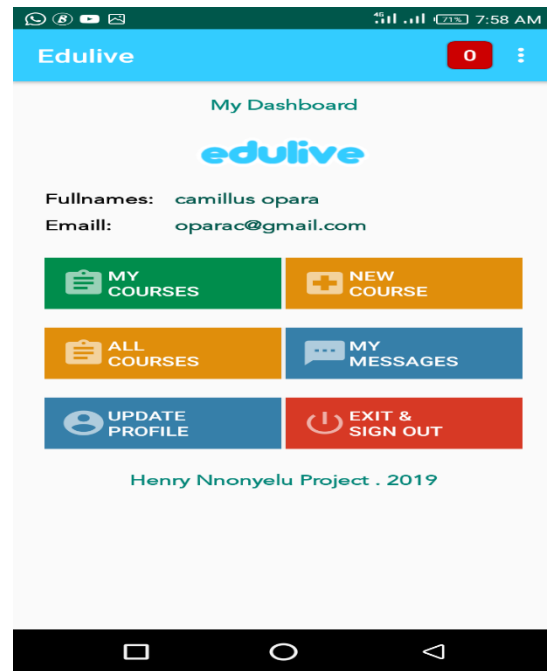 4G 71% 7:58 AM
Edulive 0
My Dashboard
edulive
Fullnames: camillus opara
Emaill: oparac@gmail.com
MY
COURSES
NEW
COURSE
ALL
COURSES
MY
MESSAGES
UPDATE
PROFILE
EXIT &
SIGN OUT
Henry Nnonyelu Project . 2019